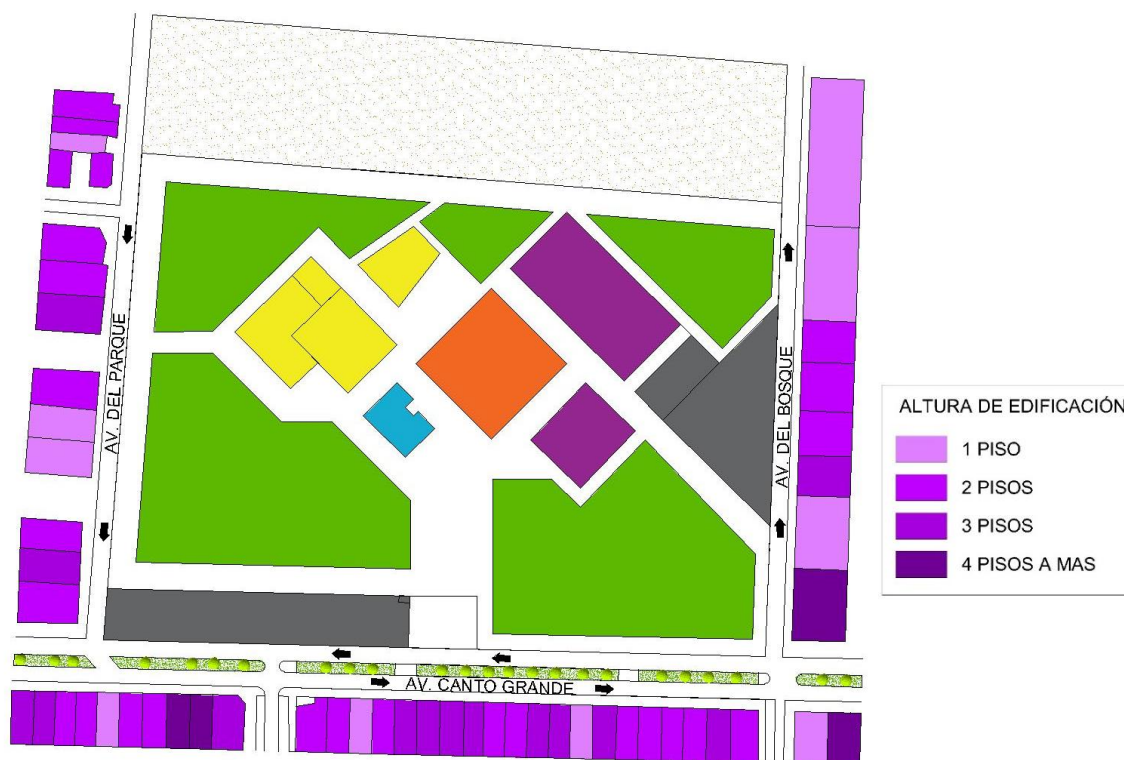 AV. DEL PARQUE
AV. DEL BOSQUE
AV. CANTO GRANDE
ALTURA DE EDIFICACIÓN
1 PISO
2 PISOS
3 PISOS
4 PISOS A MAS